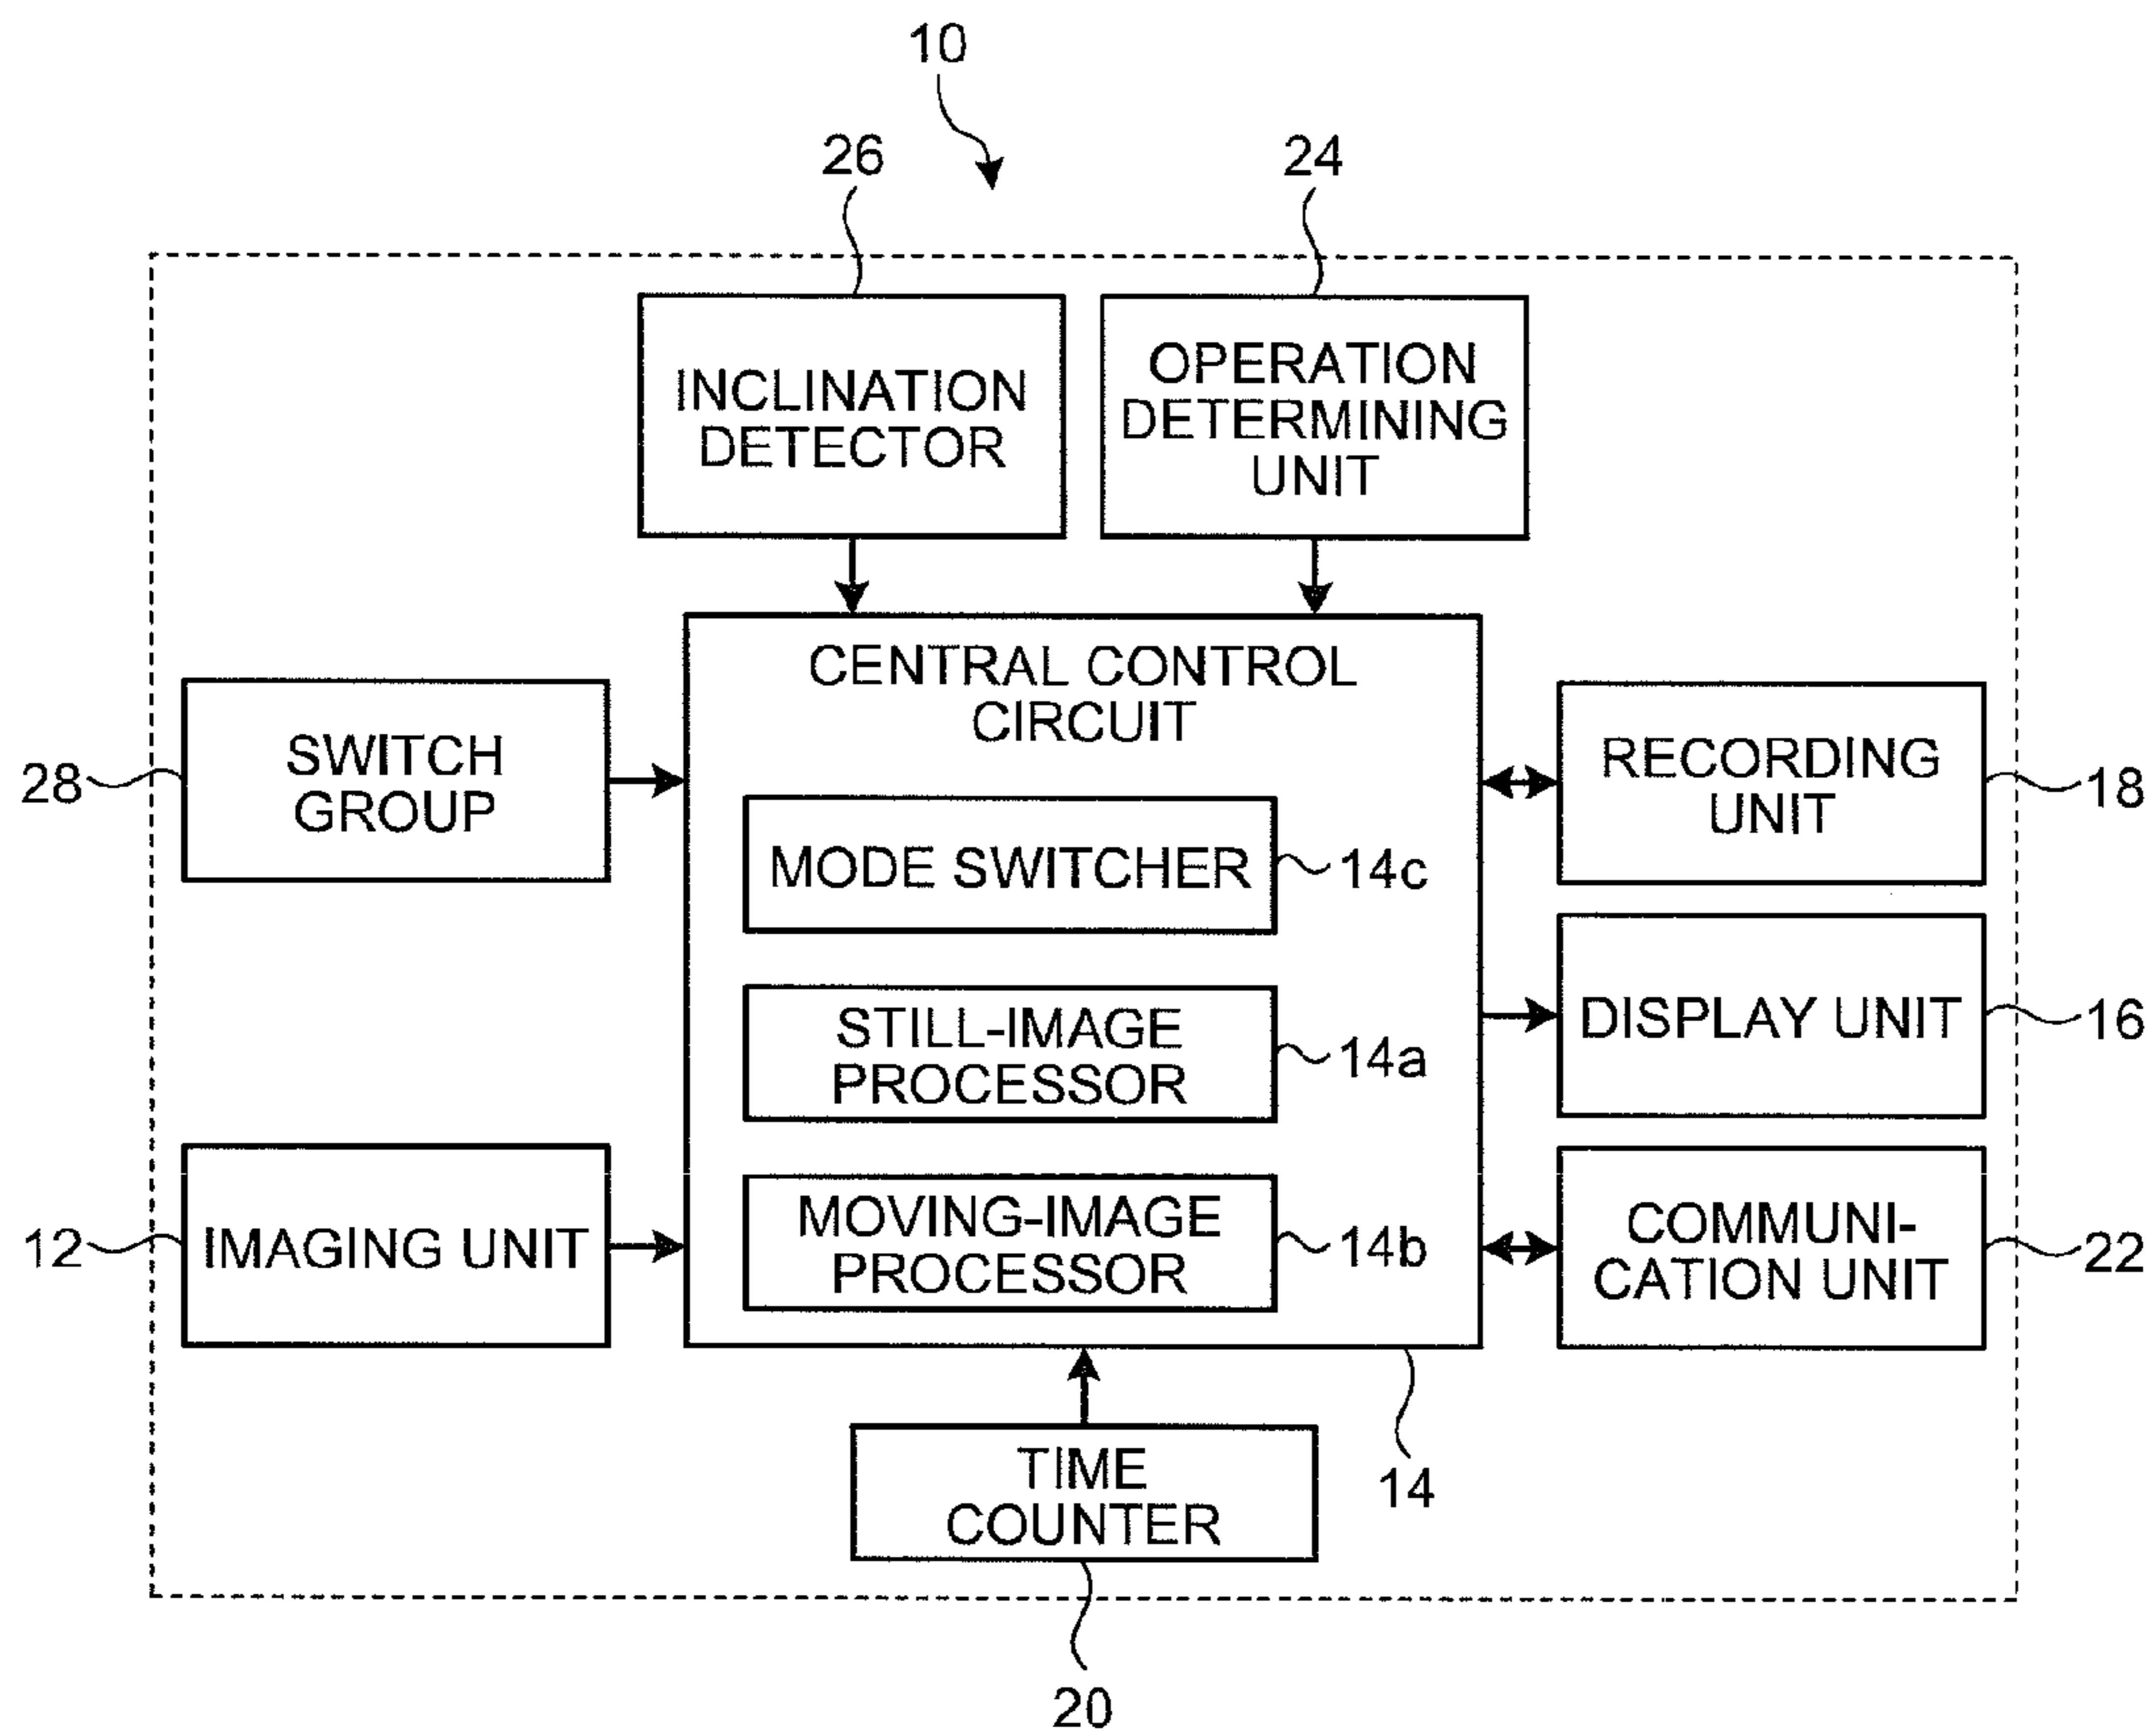 10
26
24
INCLINATION
DETECTOR
OPERATION
DETERMINING
UNIT
CENTRAL CONTROL
CIRCUIT
28
SWITCH
GROUP
RECORDING
UNIT
18
MODE SWITCHER
14c
STILL-IMAGE
PROCESSOR
14a
DISPLAY UNIT
16
12
IMAGING UNIT
MOVING-IMAGE
PROCESSOR
14b
COMMUNI-
CATION UNIT
22
TIME
COUNTER
14
20